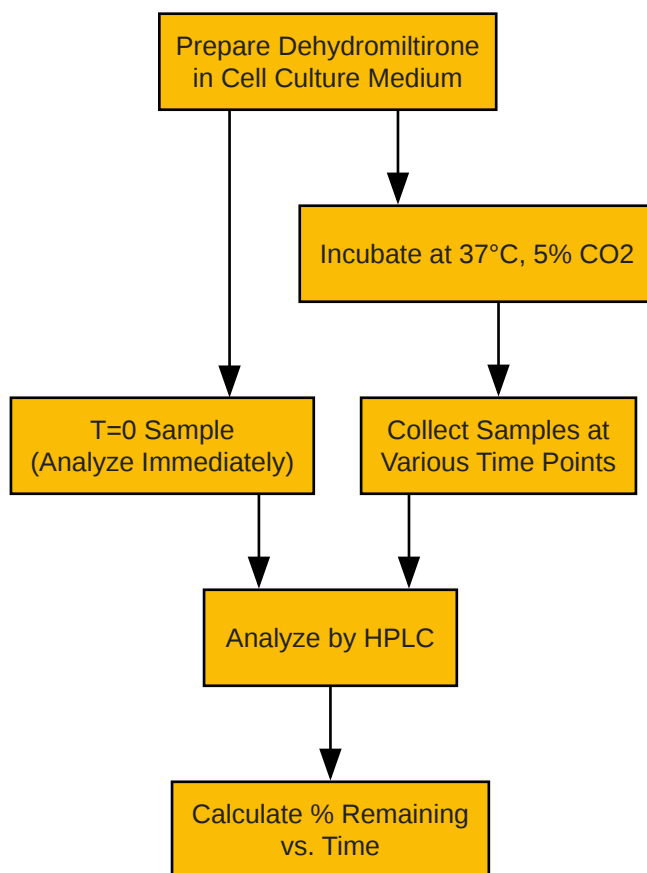 Prepare Dehydromiltirone
in Cell Culture Medium
Incubate at 37°C, 5% CO2
T=0 Sample
(Analyze Immediately)
Collect Samples at
Various Time Points
Analyze by HPLC
Calculate % Remaining
vs. Time